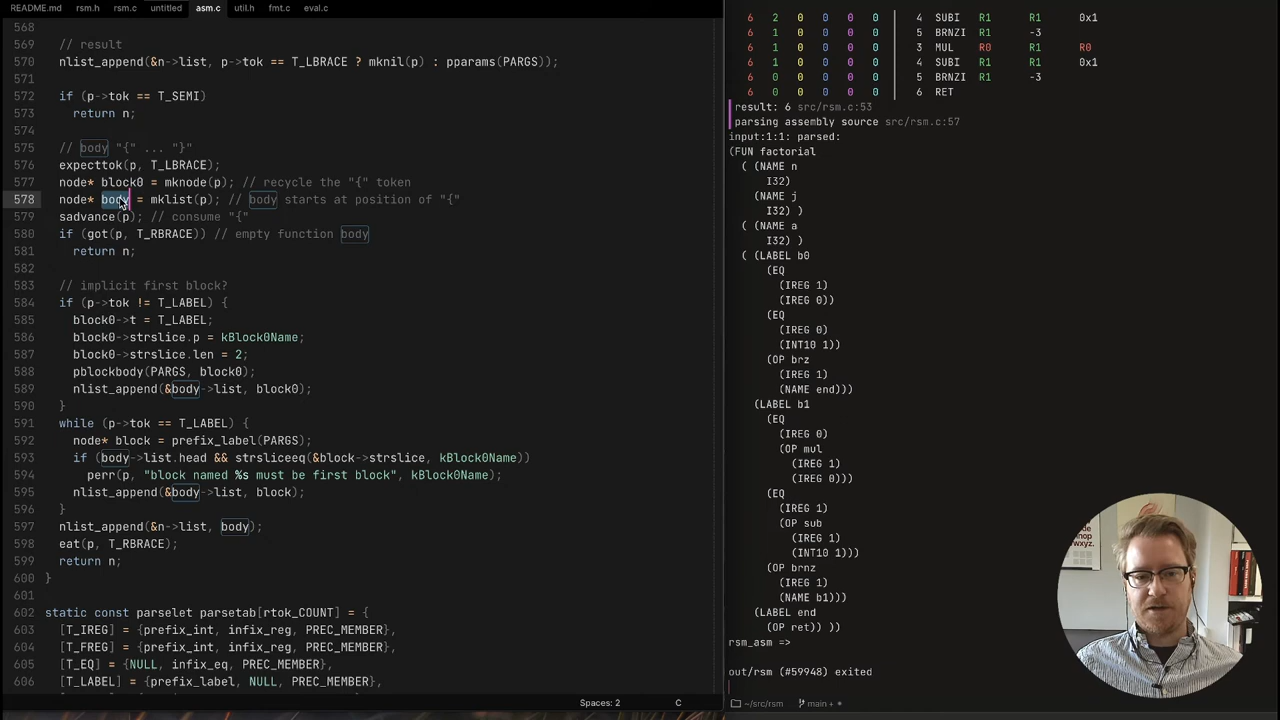 README.md rsm.h rsm.c untitled asm.c util.h fmt.c eval.c
568
569 // result
570 nlist_append(&n->list, p->tok == T_LBRACE ? mknil(p) : pparams(PARGS));
571
572 if (p->tok == T_SEMI)
573 return n;
574
575 // body "{" ... "}"
576 expecttok(p, T_LBRACE);
577 node* block0 = mknode(p); // recycle the "{" token
578 node* body = mklist(p); // body starts at position of "{"
579 sadvance(p); // consume "{"
580 if (got(p, T_RBRACE)) // empty function body
581 return n;
582
583 // implicit first block?
584 if (p->tok != T_LABEL) {
585 block0->t = T_LABEL;
586 block0->strslice.p = kBlock0Name;
587 block0->strslice.len = 2;
588 pblockbody(PARGS, block0);
589 nlist_append(&body->list, block0);
590 }
591 while (p->tok == T_LABEL) {
592 node* block = prefix_label(PARGS);
593 if (body->list.head && strsliceeq(&block->strslice, kBlock0Name))
594 perr(p, "block named %s must be first block", kBlock0Name);
595 nlist_append(&body->list, block);
596 }
597 nlist_append(&n->list, body);
598 eat(p, T_RBRACE);
599 return n;
600 }
601
602 static const parselet parsetab[rtok_COUNT] = {
603 [T_IREG] = {prefix_int, infix_reg, PREC_MEMBER},
604 [T_FREG] = {prefix_int, infix_reg, PREC_MEMBER},
605 [T_EQ] = {NULL, infix_eq, PREC_MEMBER},
606 [T_LABEL] = {prefix_label, NULL, PREC_MEMBER},
Spaces: 2 C
6 2 0 0 0 0 4 SUBI R1 R1 0x1
6 1 0 0 0 0 5 BRNZI R1 -3
6 1 0 0 0 0 3 MUL R0 R1 R0
6 1 0 0 0 0 4 SUBI R1 R1 0x1
6 0 0 0 0 0 5 BRNZI R1 -3
6 0 0 0 0 0 6 RET
result: 6 src/rsm.c:53
parsing assembly source src/rsm.c:57
input:1:1: parsed:
(FUN factorial
( (NAME n
I32)
(NAME j
I32) )
( (NAME a
I32) )
( (LABEL b0
(EQ
(IREG 1)
(IREG 0))
(EQ
(IREG 0)
(INT10 1))
(OP brz
(IREG 1)
(NAME end)))
(LABEL b1
(EQ
(IREG 0)
(OP mul
(IREG 1)
(IREG 0)))
(EQ
(IREG 1)
(OP sub
(IREG 1)
(INT10 1)))
(OP brnz
(IREG 1)
(NAME b1)))
(LABEL end
(OP ret)) ))
rsm_asm =>
out/rsm (#59948) exited
~/src/rsm main+ *